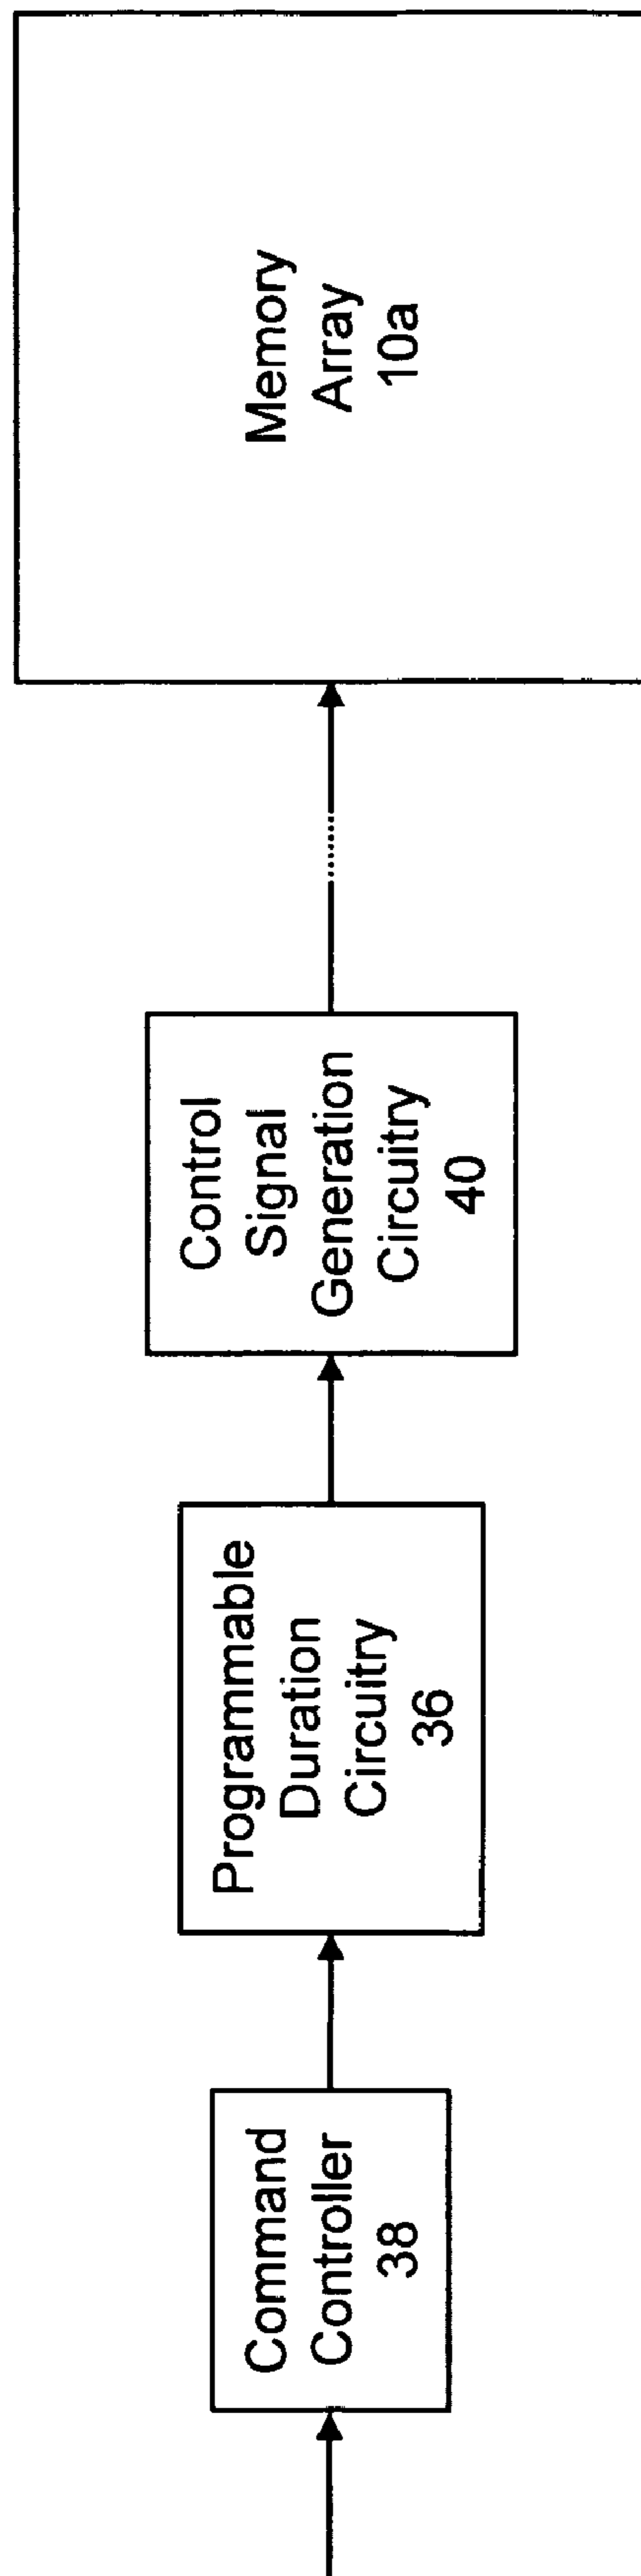 Command
Controller
38
Programmable
Duration
Circuitry
36
Control
Signal
Generation
Circuitry
40
Memory
Array
10a